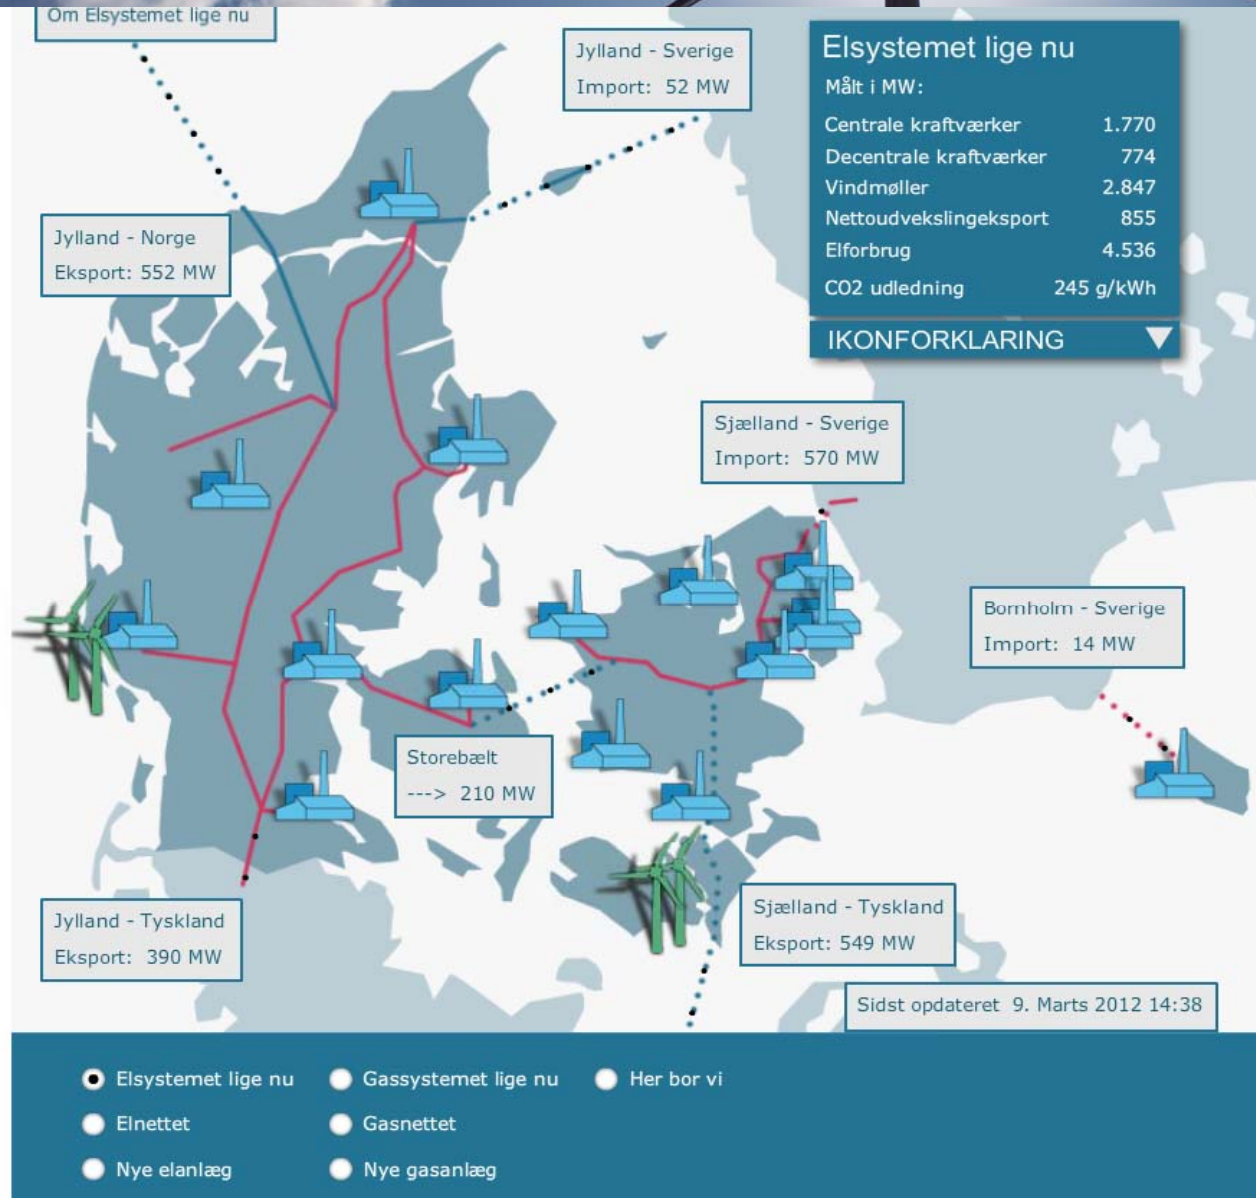 Om Elsystemet lige nu
Jylland - Sverige
Import: 52 MW
Elsystemet lige nu
Målt i MW:
Centrale kraftværker 1.770
Decentrale kraftværker 774
Vindmøller 2.847
Nettoudvekslingeksport 855
Elforbrug 4.536
CO2 udledning 245 g/kWh
IKONFORKLARING
Jylland - Norge
Eksport: 552 MW
Sjælland - Sverige
Import: 570 MW
Bornholm - Sverige
Import: 14 MW
Storebælt
---> 210 MW
Jylland - Tyskland
Eksport: 390 MW
Sjælland - Tyskland
Eksport: 549 MW
Sidst opdateret 9. Marts 2012 14:38
Elsystemet lige nu
Gassystemet lige nu
Her bor vi
Elnettet
Gasnettet
Nye elanlæg
Nye gasanlæg